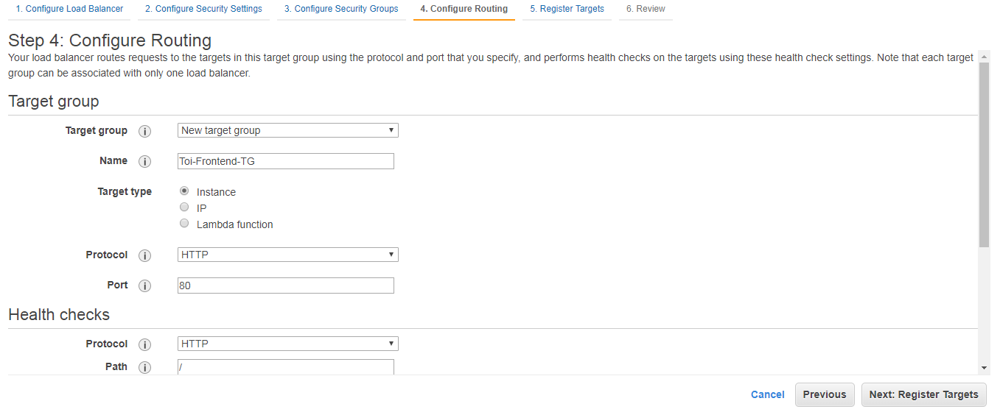 1. Configure Load Balancer 2. Configure Security Settings 3. Configure Security Groups 4. Configure Routing 5. Register Targets 6. Review
Step 4: Configure Routing
Your load balancer routes requests to the targets in this target group using the protocol and port that you specify, and performs health checks on the targets using these health check settings. Note that each target
group can be associated with only one load balancer.
Target group
Target group i New target group
Name i Toi-Frontend-TG
Target type Instance
IP
Lambda function
Protocol i HTTP
Port i 80
Health checks
Protocol i HTTP
Path i /
Cancel Previous Next: Register Targets